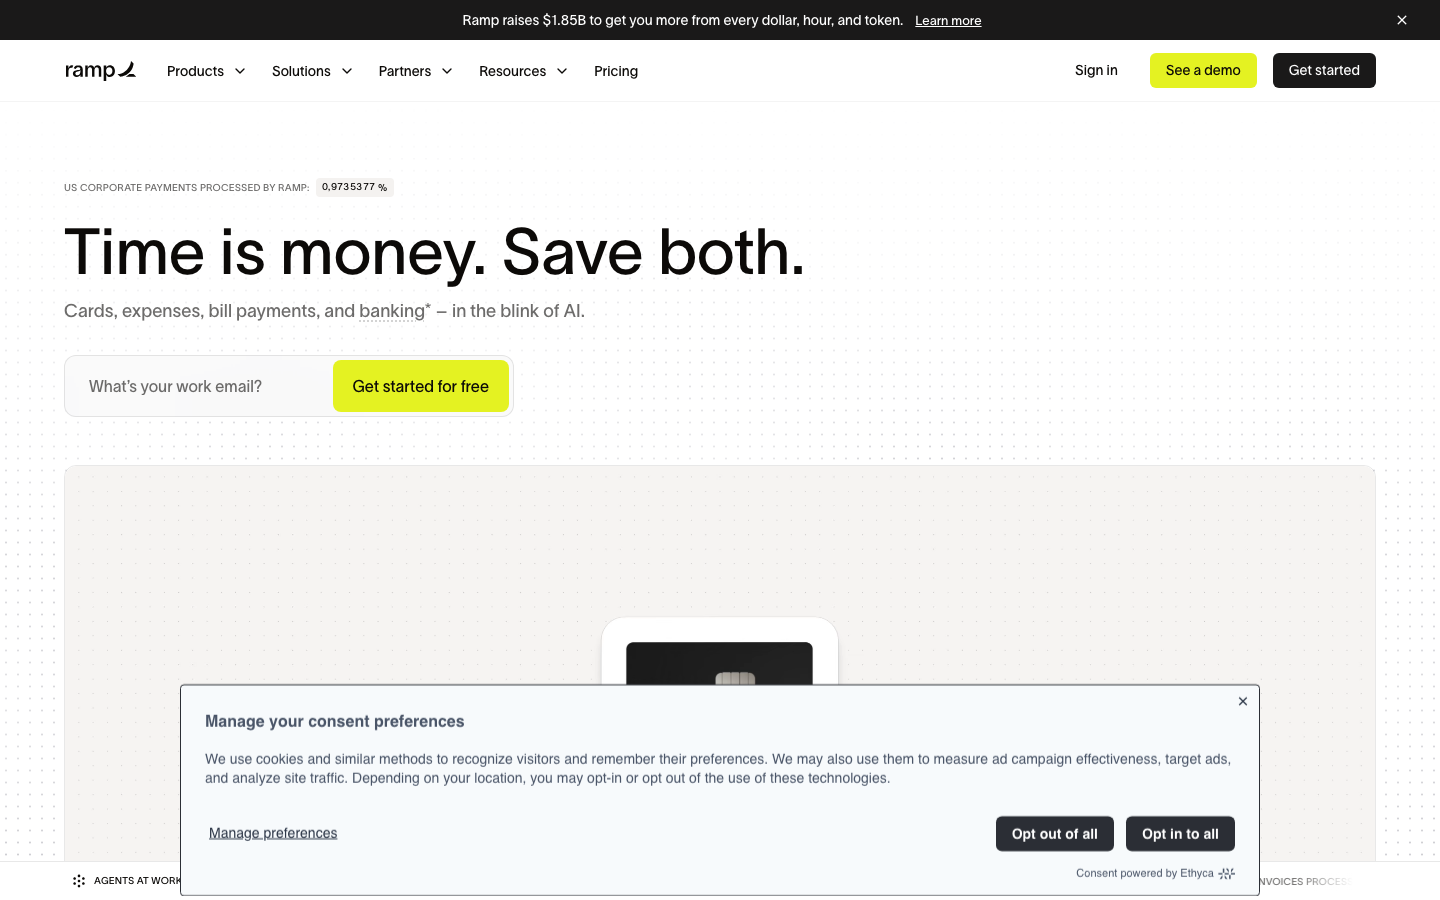 Ramp raises $1.85B to get you more from every dollar, hour, and token. Learn more
ramp Products Solutions Partners Resources Pricing Sign in See a demo Get started
US CORPORATE PAYMENTS PROCESSED BY RAMP: 0,9735377 %
Time is money. Save both.
Cards, expenses, bill payments, and banking* – in the blink of AI.
What's your work email? Get started for free
Manage your consent preferences
We use cookies and similar methods to recognize visitors and remember their preferences. We may also use them to measure ad campaign effectiveness, target ads,
and analyze site traffic. Depending on your location, you may opt-in or opt out of the use of these technologies.
Manage preferences Opt out of all Opt in to all
Consent powered by Ethyca
AGENTS AT WORK